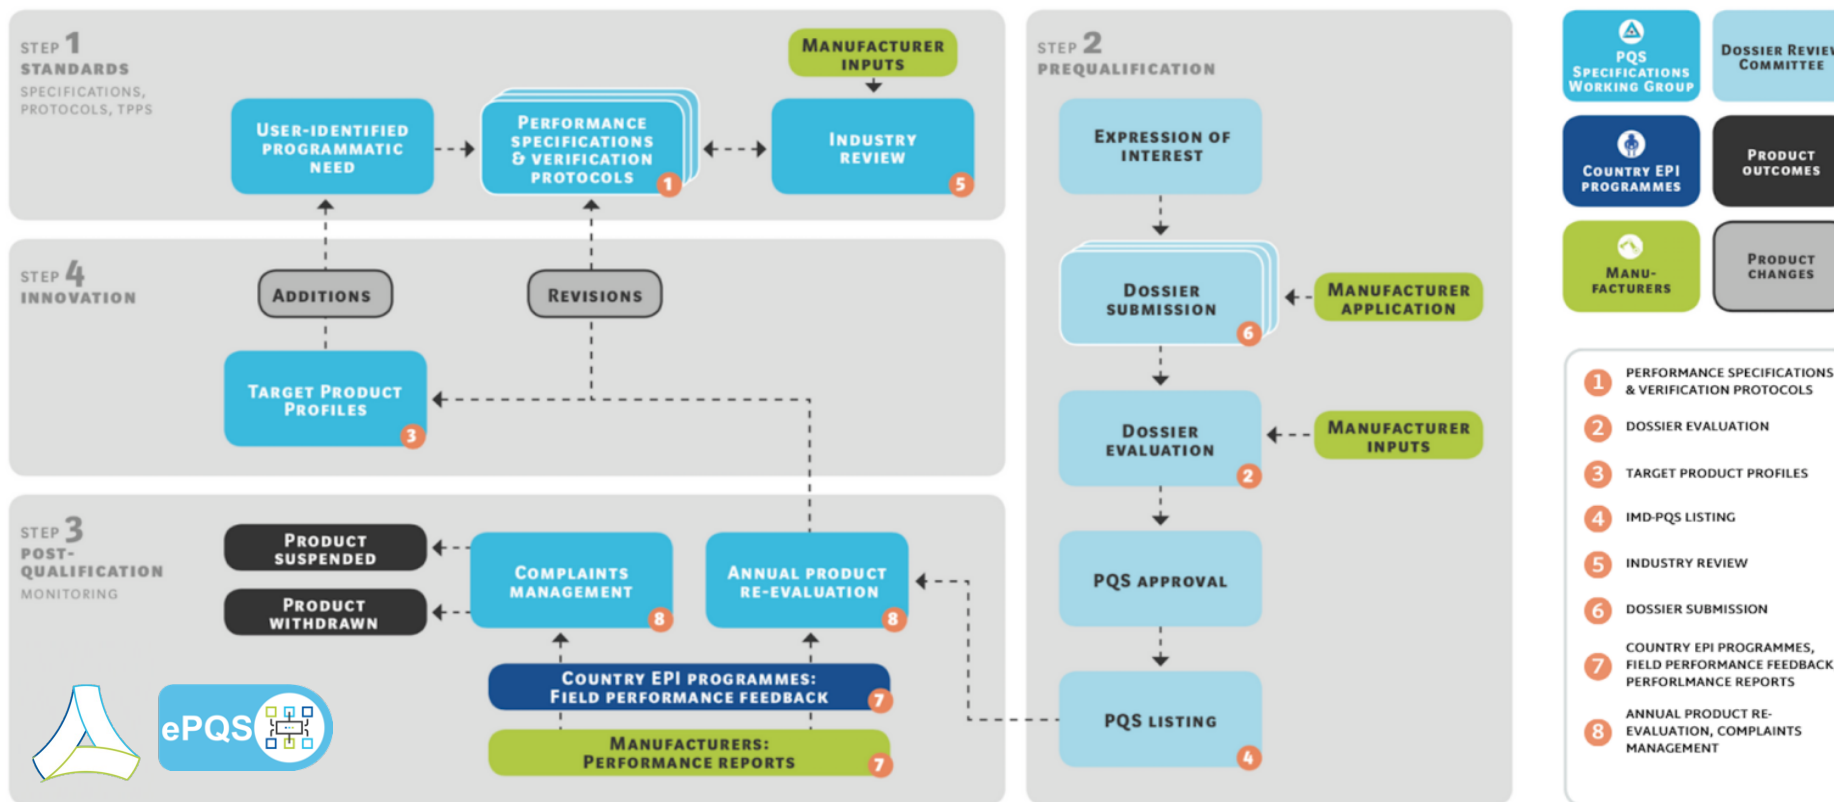 STEP 1
STANDARDS
SPECIFICATIONS,
PROTOCOLS, TPPS
MANUFACTURER
INPUTS
USER-IDENTIFIED
PROGRAMMATIC
NEED
PERFORMANCE
SPECIFICATIONS
& VERIFICATION
PROTOCOLS
1
INDUSTRY
REVIEW
5
STEP 4
INNOVATION
ADDITIONS
REVISIONS
TARGET PRODUCT
PROFILES
3
STEP 3
POST-
QUALIFICATION
MONITORING
PRODUCT
SUSPENDED
PRODUCT
WITHDRAWN
COMPLAINTS
MANAGEMENT
8
ANNUAL PRODUCT
RE-EVALUATION
8
COUNTRY EPI PROGRAMMES:
FIELD PERFORMANCE FEEDBACK
7
MANUFACTURERS:
PERFORMANCE REPORTS
7
ePQS
STEP 2
PREQUALIFICATION
EXPRESSION OF
INTEREST
DOSSIER
SUBMISSION
6
MANUFACTURER
APPLICATION
DOSSIER
EVALUATION
2
MANUFACTURER
INPUTS
PQS APPROVAL
PQS LISTING
4
PQS
SPECIFICATIONS
WORKING GROUP
DOSSIER REVIEW
COMMITTEE
COUNTRY EPI
PROGRAMMES
PRODUCT
OUTCOMES
MANU-
FACTURERS
PRODUCT
CHANGES
1 PERFORMANCE SPECIFICATIONS
& VERIFICATION PROTOCOLS
2 DOSSIER EVALUATION
3 TARGET PRODUCT PROFILES
4 IMD-PQS LISTING
5 INDUSTRY REVIEW
6 DOSSIER SUBMISSION
7 COUNTRY EPI PROGRAMMES,
FIELD PERFORMANCE FEEDBACK
PERFORLMANCE REPORTS
8 ANNUAL PRODUCT RE-
EVALUATION, COMPLAINTS
MANAGEMENT